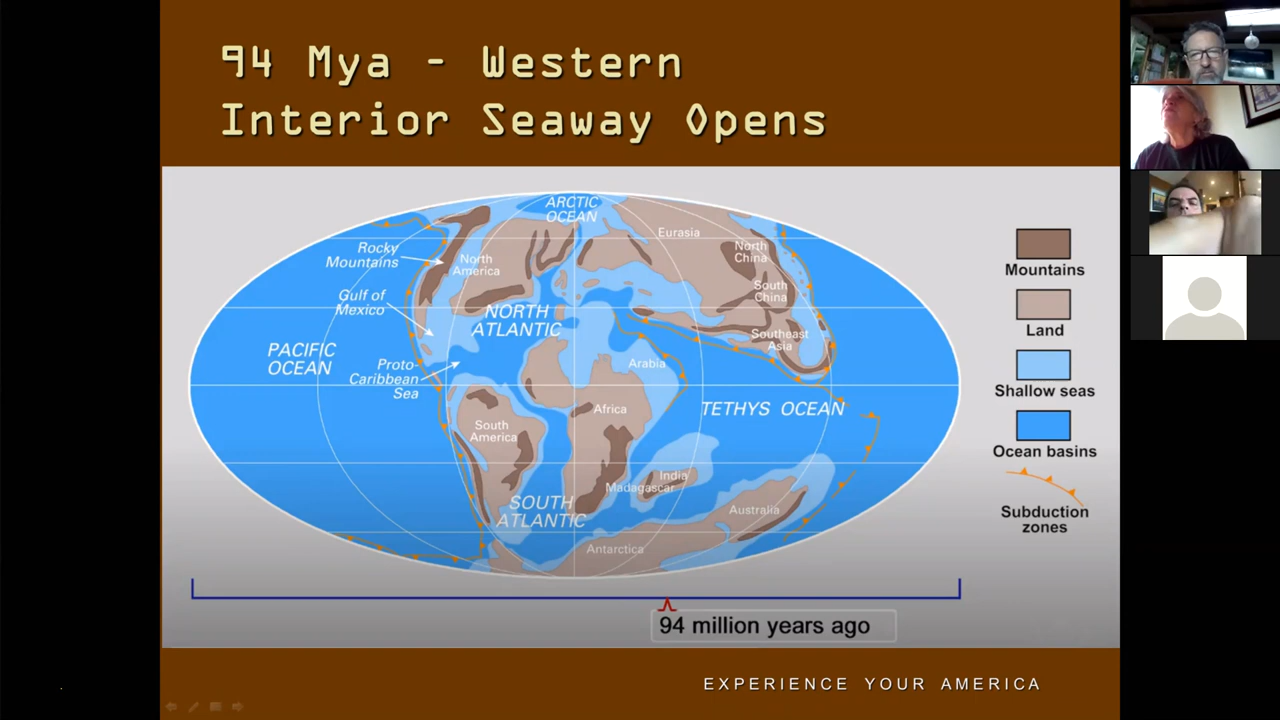 94 Mya - Western
Interior Seaway Opens
ARCTIC
OCEAN
Eurasia
Rocky
Mountains
North
America
North
China
South
China
Gulf of
Mexico
NORTH
ATLANTIC
Southeast
Asia
PACIFIC
OCEAN
Proto-
Caribbean
Sea
Arabia
Africa
TETHYS OCEAN
South
America
India
Madagascar
SOUTH
ATLANTIC
Australia
Antarctica
Mountains
Land
Shallow seas
Ocean basins
Subduction
zones
94 million years ago
EXPERIENCE YOUR AMERICA